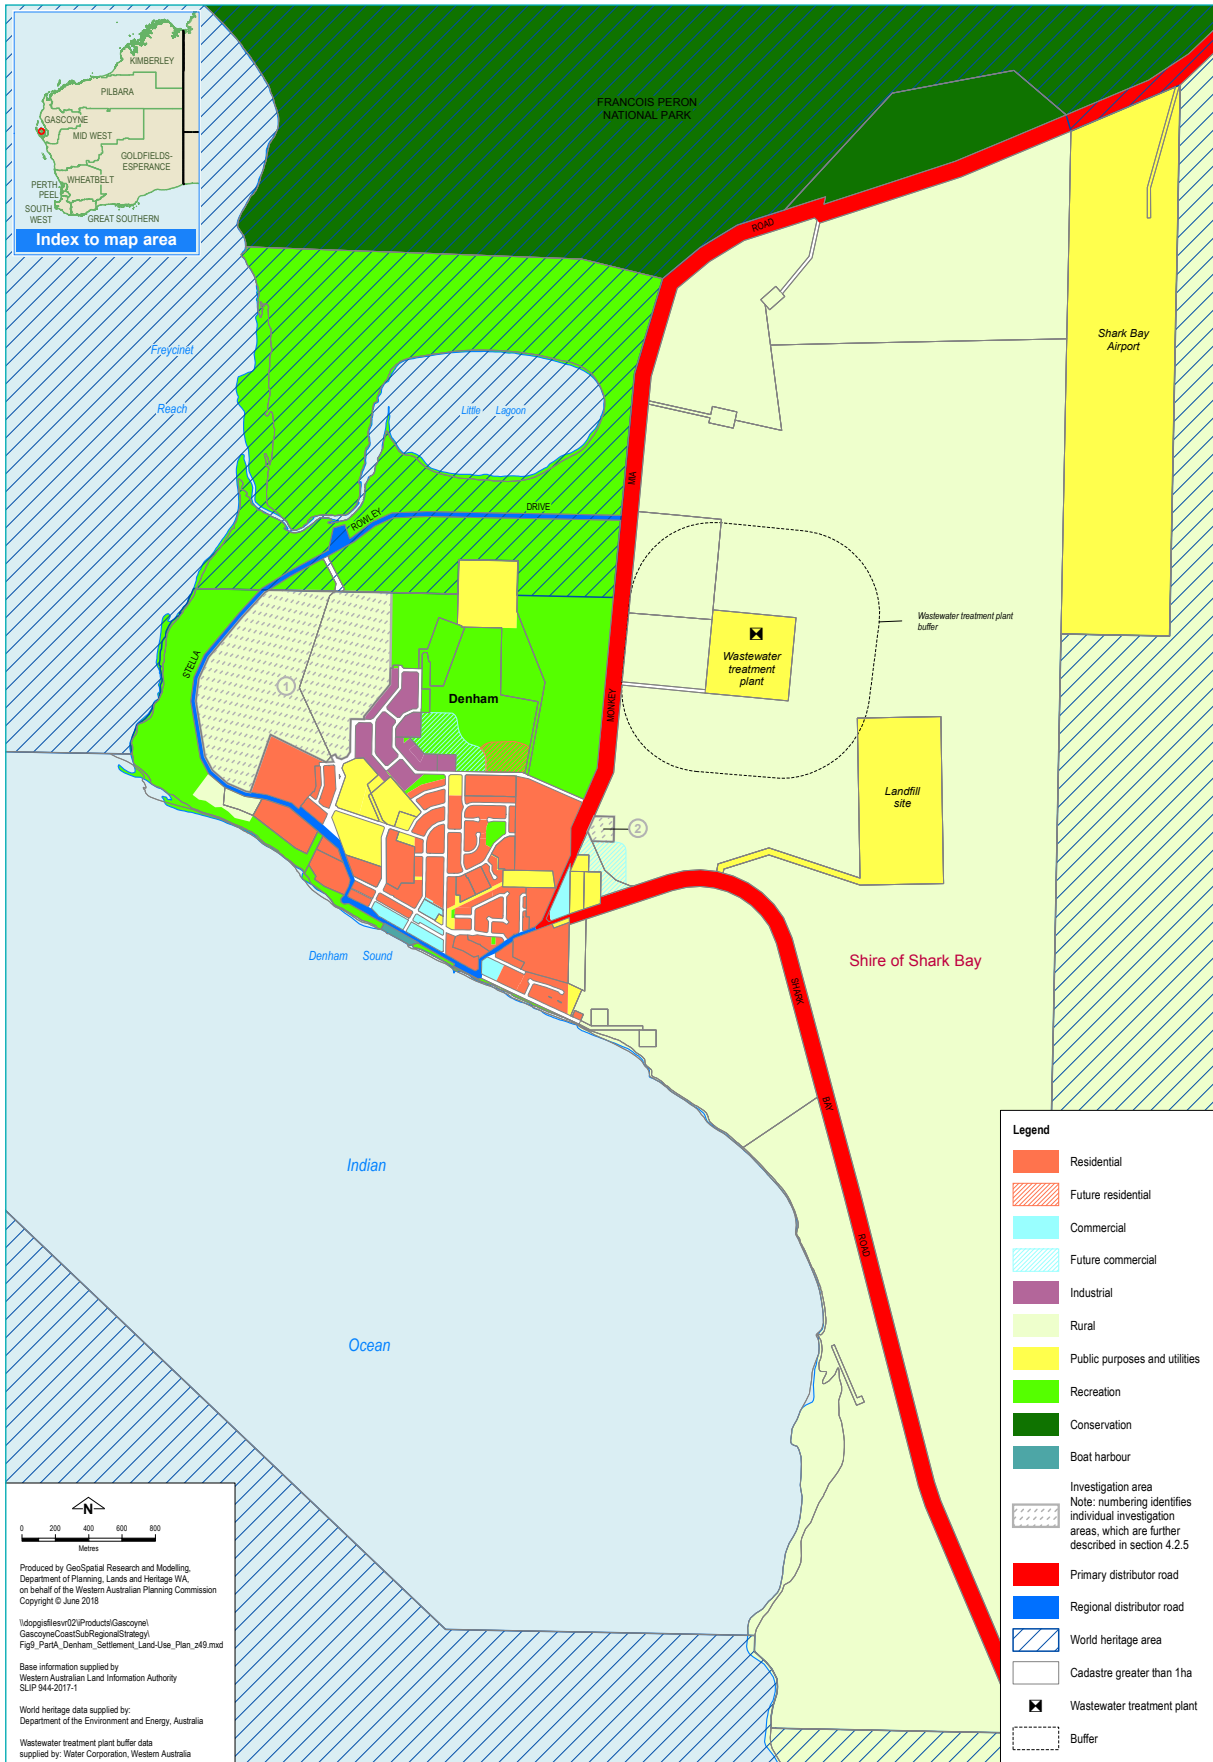 KIMBERLEY
PILBARA
GASCOYNE
MID WEST
GOLDFIELDS-
ESPERANCE
WHEATBELT
PERTH
PEEL
SOUTH
WEST
GREAT SOUTHERN
Index to map area
FRANCOIS PERON
NATIONAL PARK
ROAD
Shark Bay
Airport
Freycinet
Reach
Little Lagoon
MIA
ROWLEY
DRIVE
Wastewater treatment plant
buffer
Wastewater
treatment
plant
STELLA
1
Denham
MONKEY
Landfill
site
2
Denham Sound
Shire of Shark Bay
SHARK
BAY
ROAD
Indian
Ocean
Legend
Residential
Future residential
Commercial
Future commercial
Industrial
Rural
Public purposes and utilities
Recreation
Conservation
Boat harbour
Investigation area
Note: numbering identifies
individual investigation
areas, which are further
described in section 4.2.5
Primary distributor road
Regional distributor road
World heritage area
Cadastre greater than 1ha
Wastewater treatment plant
Buffer
N
0 200 400 600 800
Metres
Produced by GeoSpatial Research and Modelling,
Department of Planning, Lands and Heritage WA,
on behalf of the Western Australian Planning Commission
Copyright © June 2018
\\dopgisfilesvr02\iProducts\Gascoyne\
GascoyneCoastSubRegionalStrategy\
Fig9_PartA_Denham_Settlement_Land-Use_Plan_z49.mxd
Base information supplied by
Western Australian Land Information Authority
SLIP 944-2017-1
World heritage data supplied by:
Department of the Environment and Energy, Australia
Wastewater treatment plant buffer data
supplied by: Water Corporation, Western Australia